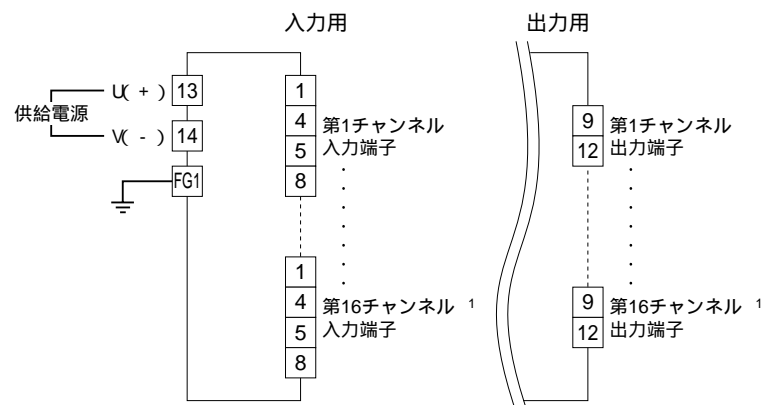 入力用
出力用
供給電源
U( + )
13
V( - )
14
FG1
1
4
5
8
第1チャンネル
入力端子
1
4
5
8
第16チャンネル 1
入力端子
9
12
第1チャンネル
出力端子
9
12
第16チャンネル 1
出力端子